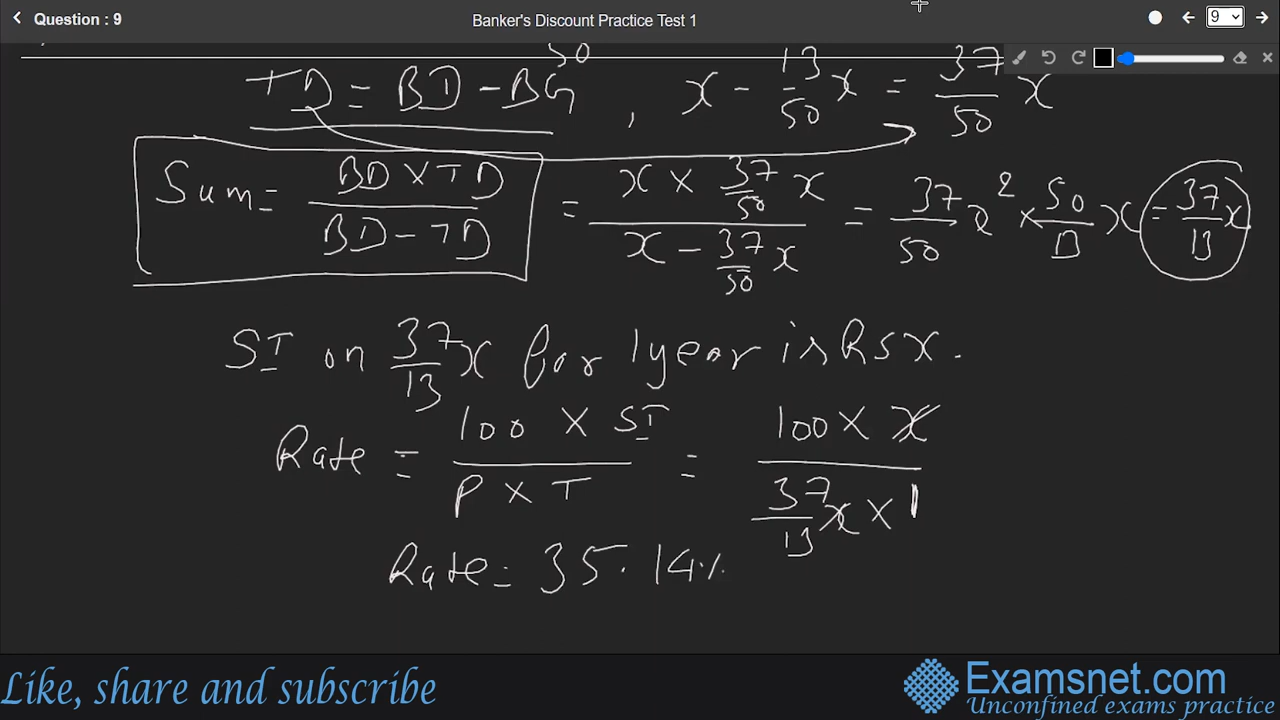 Question : 9
Banker's Discount Practice Test 1
9
50
TD = BD - BG , x - 13/50 x = 37/50 x
Sum = BD X TD / BD - TD = x × 37/50 x / x - 37/50 x = 37/50 x² × 50/13 x = 37/13 x
SI on 37/13 x for 1 year is Rs x.
Rate = 100 X SI / P X T = 100 X x / 37/13 x X 1
Rate = 35.14%
Like, share and subscribe
Examsnet.com
Unconfined exams practice